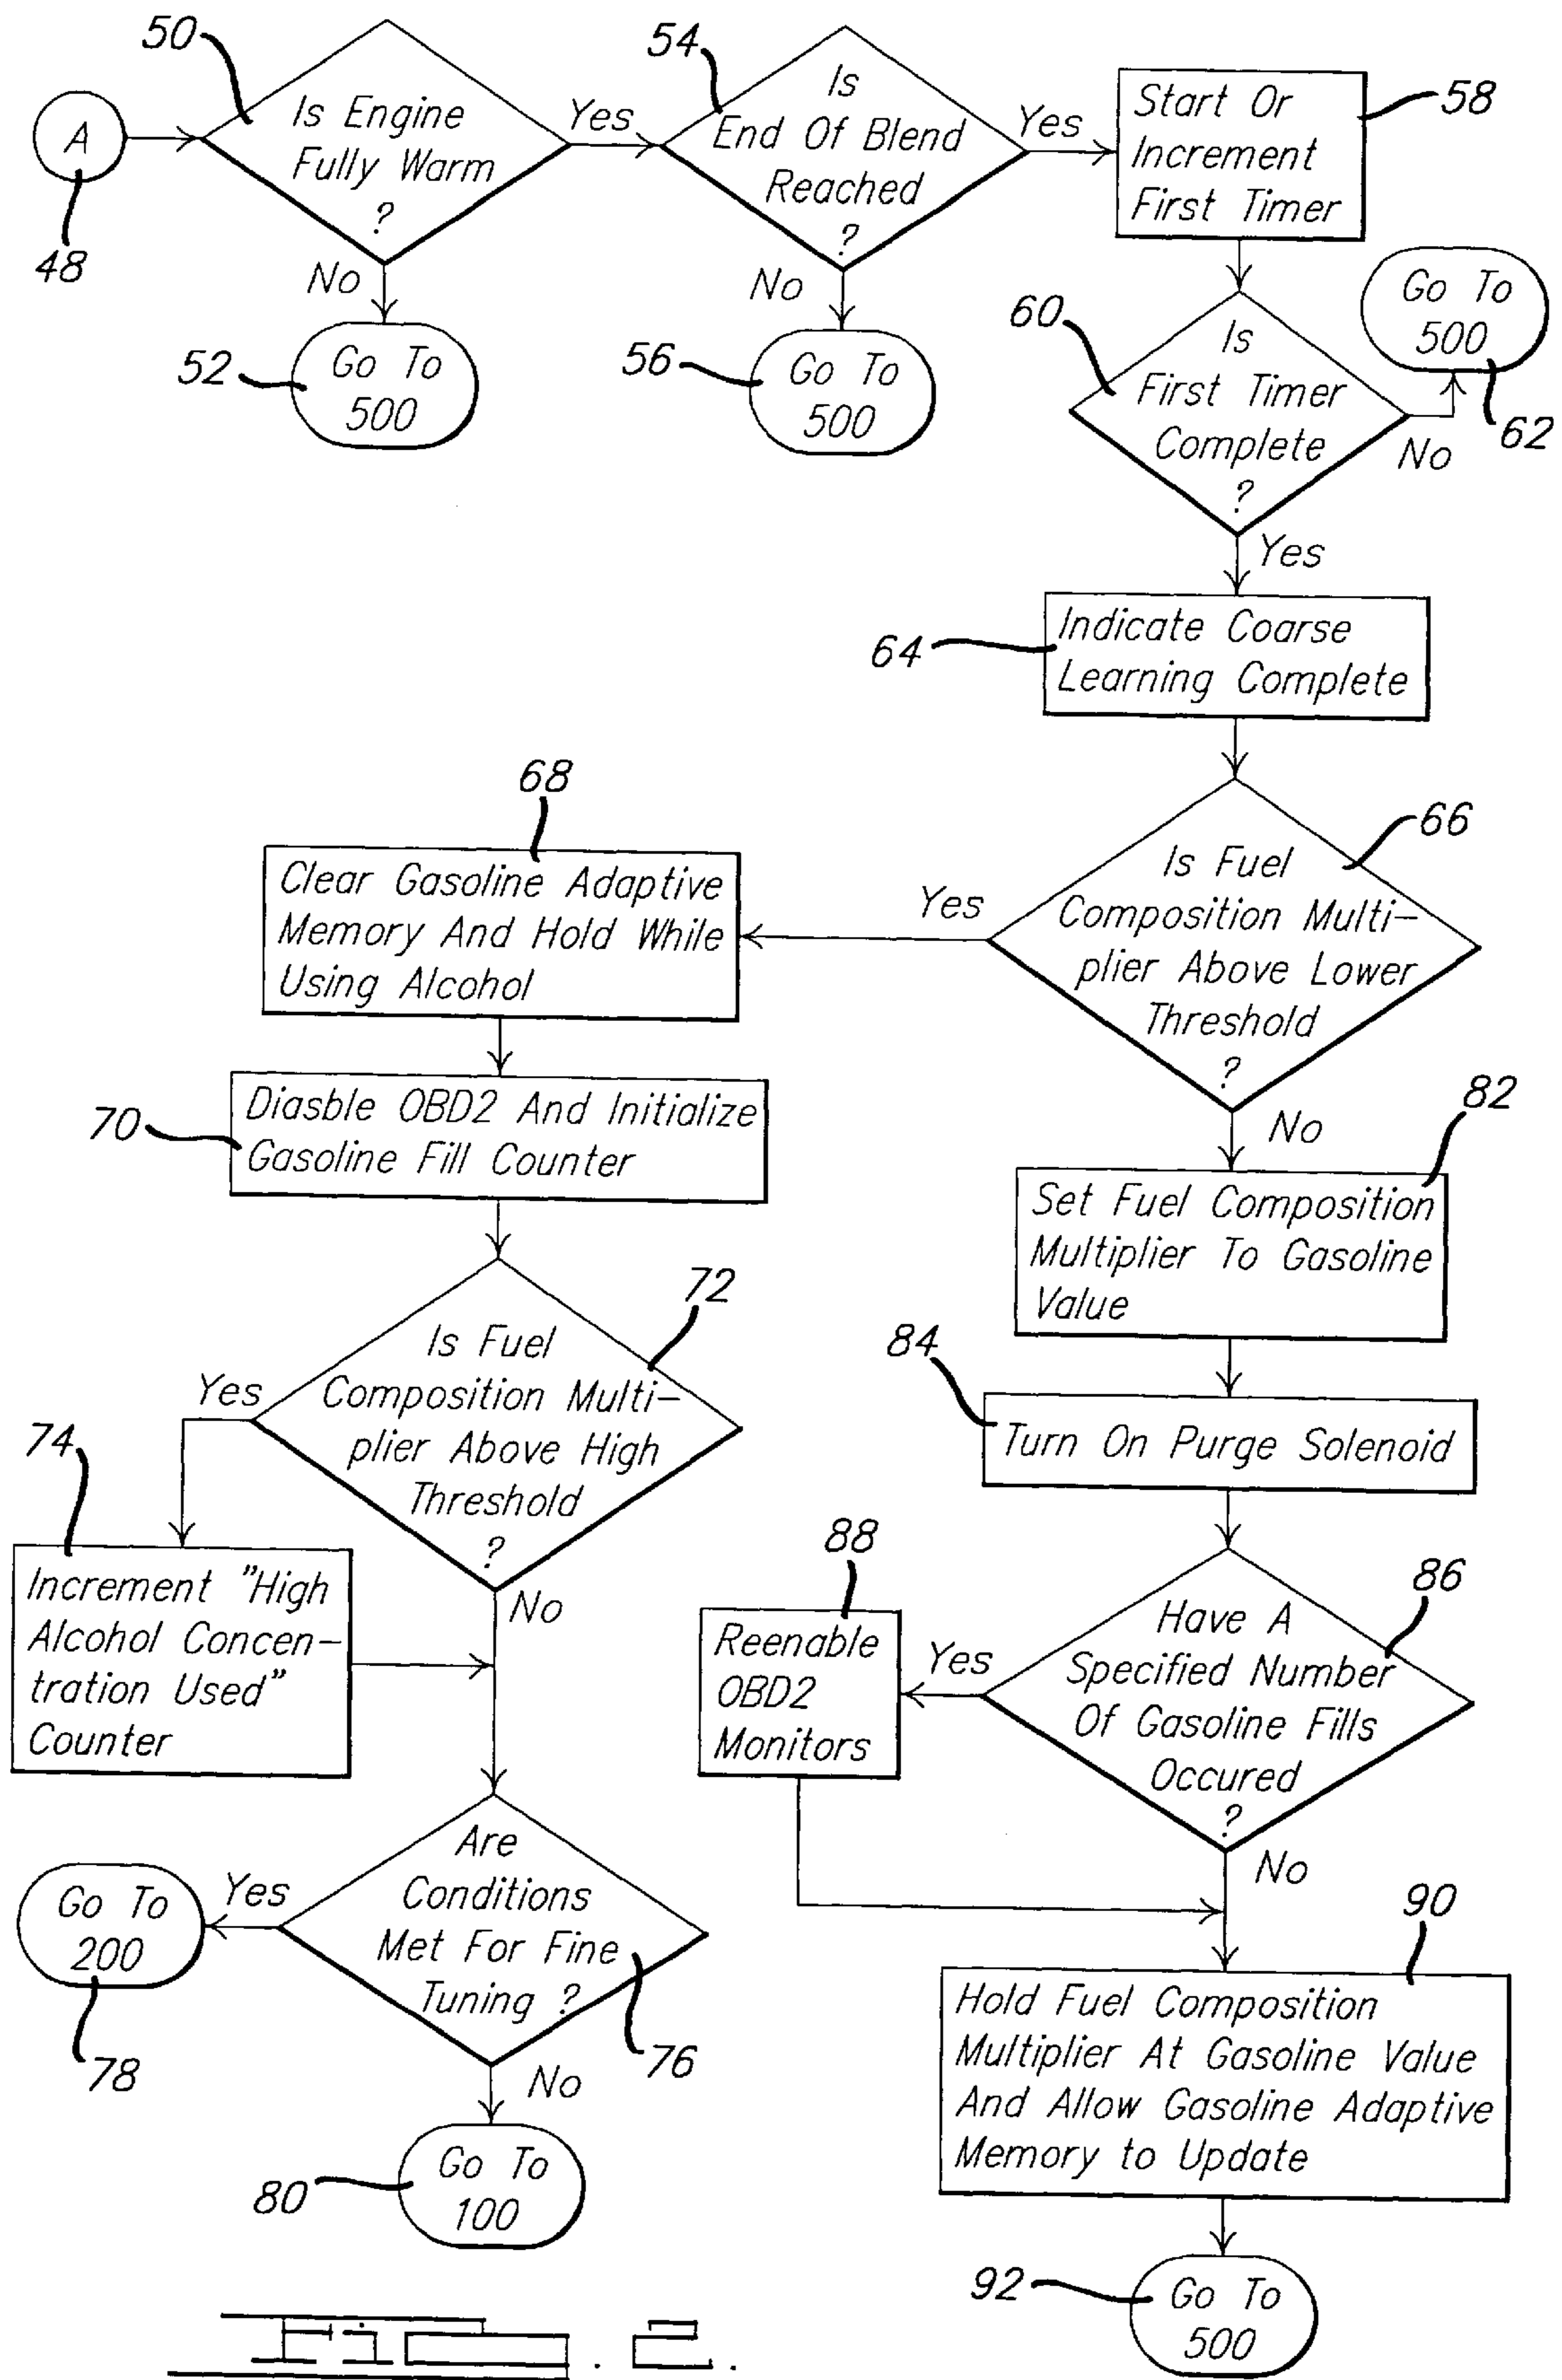 50
54
58
A
48
Is Engine
Fully Warm
?
Yes
No
52
Go To
500
Is
End Of Blend
Reached
?
Yes
No
56
Go To
500
Start Or
Increment
First Timer
60
Is
First Timer
Complete
?
No
Go To
500
62
Yes
64
Indicate Coarse
Learning Complete
66
Is Fuel
Composition Multi-
plier Above Lower
Threshold
?
Yes
No
68
Clear Gasoline Adaptive
Memory And Hold While
Using Alcohol
70
Diasble OBD2 And Initialize
Gasoline Fill Counter
72
Is Fuel
Composition Multi-
plier Above High
Threshold
?
Yes
No
74
Increment "High
Alcohol Concen-
tration Used"
Counter
Are
Conditions
Met For Fine
Tuning ?
76
Yes
Go To
200
78
No
80
Go To
100
82
Set Fuel Composition
Multiplier To Gasoline
Value
84
Turn On Purge Solenoid
86
Have A
Specified Number
Of Gasoline Fills
Occured
?
Yes
No
88
Reenable
OBD2
Monitors
90
Hold Fuel Composition
Multiplier At Gasoline Value
And Allow Gasoline Adaptive
Memory to Update
92
Go To
500
FIG. 2.